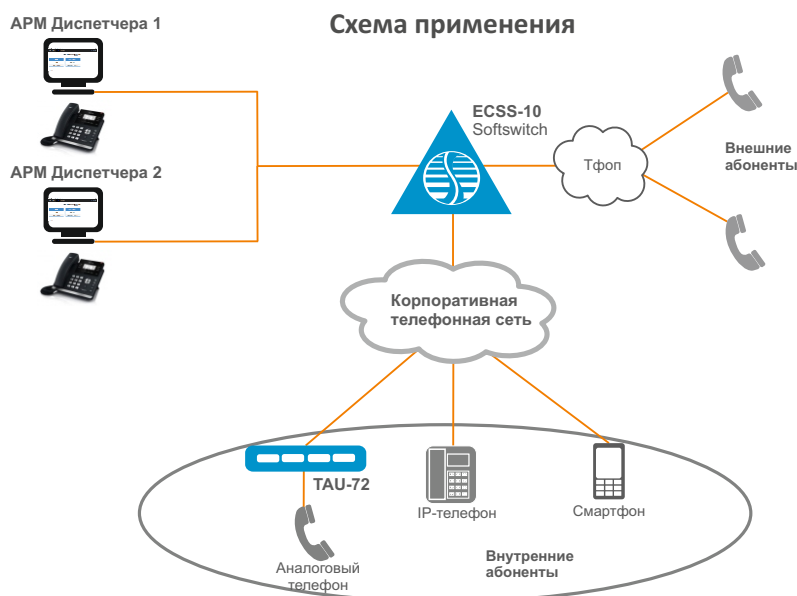 Схема применения
АРМ Диспетчера 1
АРМ Диспетчера 2
ECSS-10
Softswitch
Тфоп
Внешние
абоненты
Корпоративная
телефонная сеть
TAU-72
IP-телефон
Смартфон
Аналоговый
телефон
Внутренние
абоненты